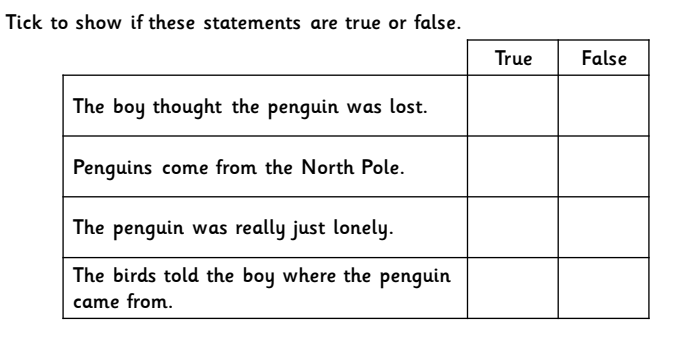 Tick to show if these statements are true or false.
True False
The boy thought the penguin was lost.
Penguins come from the North Pole.
The penguin was really just lonely.
The birds told the boy where the penguin
came from.